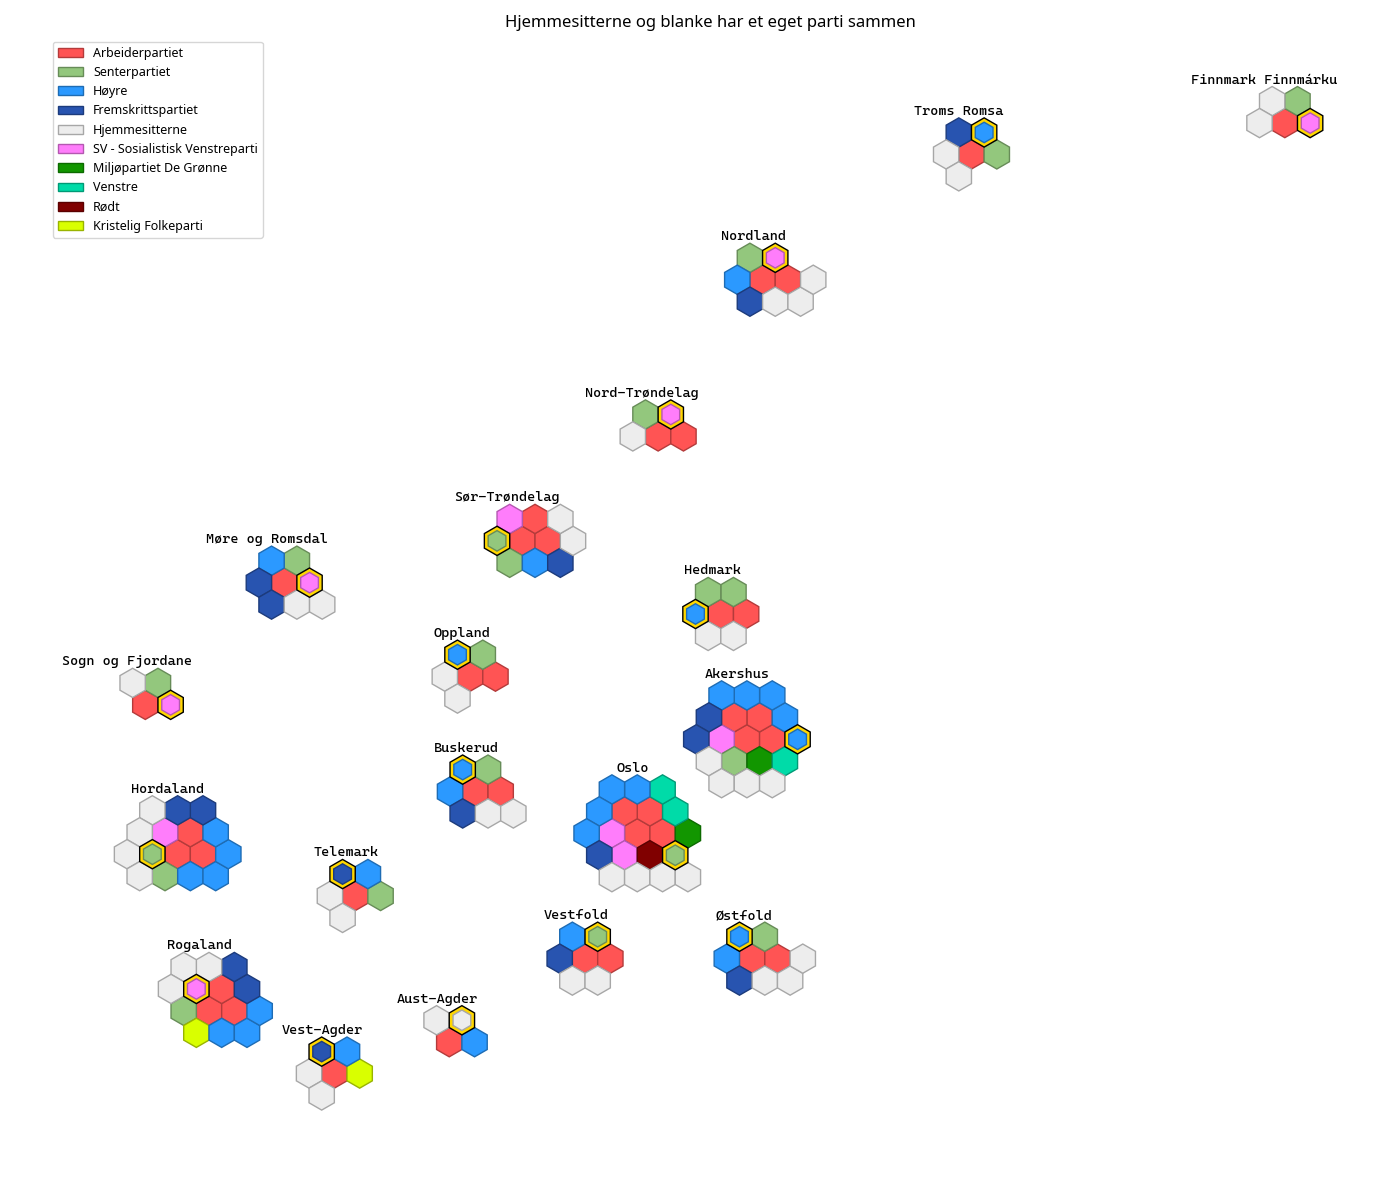 Hjemmesitterne og blanke har et eget parti sammen
Arbeiderpartiet
Senterpartiet
Høyre
Fremskrittspartiet
Hjemmesitterne
SV - Sosialistisk Venstreparti
Miljøpartiet De Grønne
Venstre
Rødt
Kristelig Folkeparti
Finnmark Finnmárku
Troms Romsa
Nordland
Nord-Trøndelag
Sør-Trøndelag
Møre og Romsdal
Hedmark
Oppland
Sogn og Fjordane
Akershus
Buskerud
Oslo
Hordaland
Telemark
Vestfold
Østfold
Rogaland
Aust-Agder
Vest-Agder